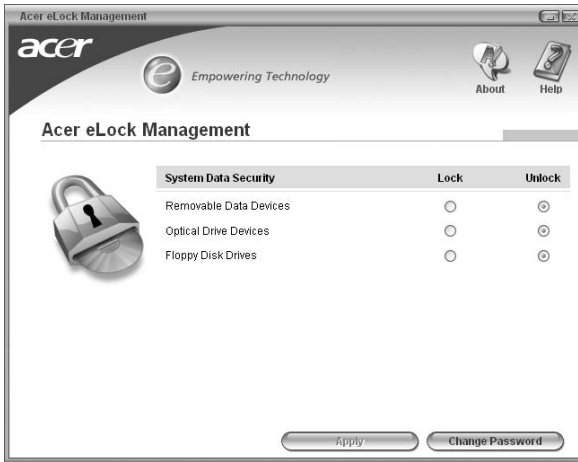 Acer eLock Management
acer
e Empowering Technology
About Help
Acer eLock Management
System Data Security Lock Unlock
Removable Data Devices
Optical Drive Devices
Floppy Disk Drives
Apply Change Password